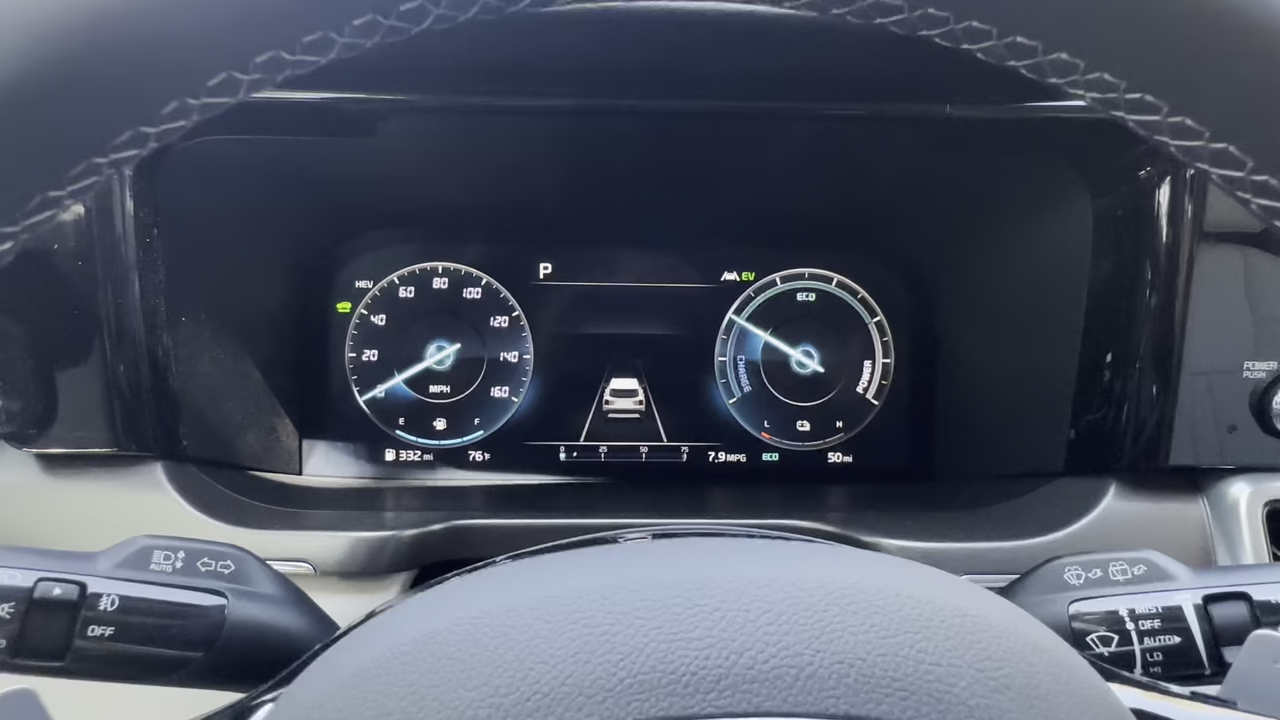 P
EV
HEV
80
60
100
40
120
20
140
0
160
MPH
E
F
ECO
CHARGE
POWER
L
H
332 mi
76°F
0
25
50
75
7.9 MPG
ECO
50 mi
POWER
PUSH
AUTO
OFF
MIST
OFF
AUTO
LO
HI